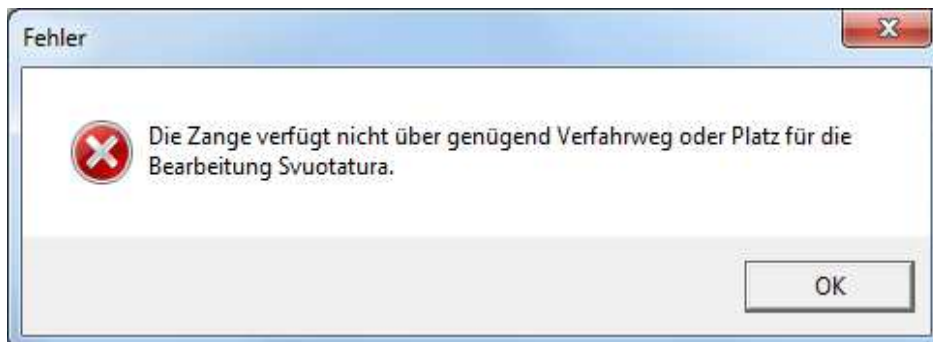 Fehler
Die Zange verfügt nicht über genügend Verfahrweg oder Platz für die
Bearbeitung Svuotatura.
OK